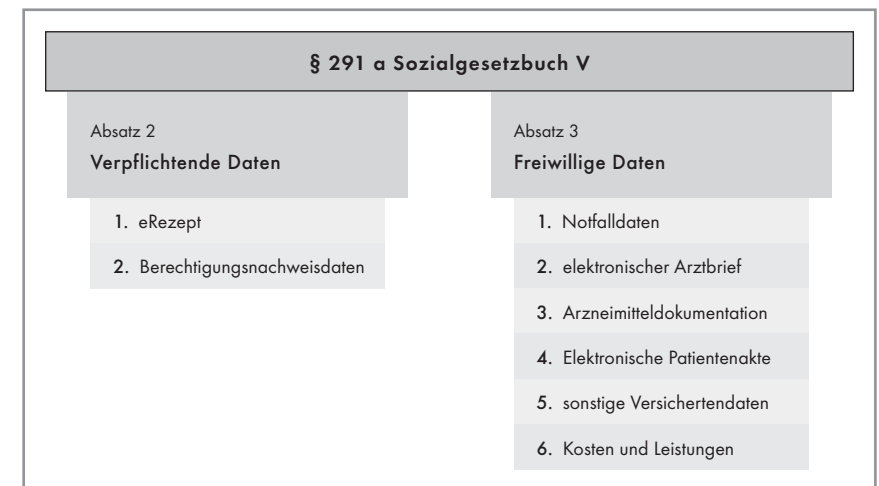 § 291 a Sozialgesetzbuch V
Absatz 2
Verpflichtende Daten
1. eRezept
2. Berechtigungsnachweisdaten
Absatz 3
Freiwillige Daten
1. Notfalldaten
2. elektronischer Arztbrief
3. Arzneimitteldokumentation
4. Elektronische Patientenakte
5. sonstige Versichertendaten
6. Kosten und Leistungen